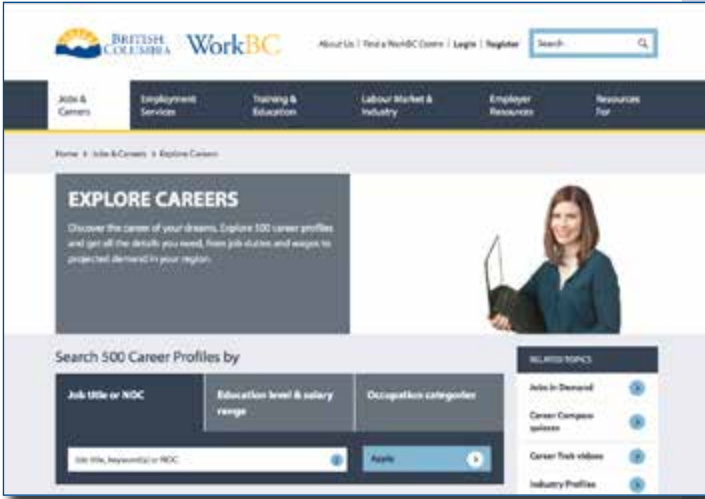 BRITISH COLUMBIA WorkBC
About Us | Find a WorkBC Centre | Login | Register Search
Jobs & Careers Employment Services Training & Education Labour Market & Industry Employer Resources Resources For
Home > Jobs & Careers > Explore Careers
EXPLORE CAREERS
Discover the career of your dreams. Explore 500 career profiles
and get all the details you need, from job duties and wages to
projected demand in your region.
Search 500 Career Profiles by
Job title or NOC
Education level & salary
range
Occupation categories
Job title, keyword(s) or NOC
Apply
RELATED TOPICS
Jobs in Demand
Career Compass
quizzes
Career Trek videos
Industry Profiles